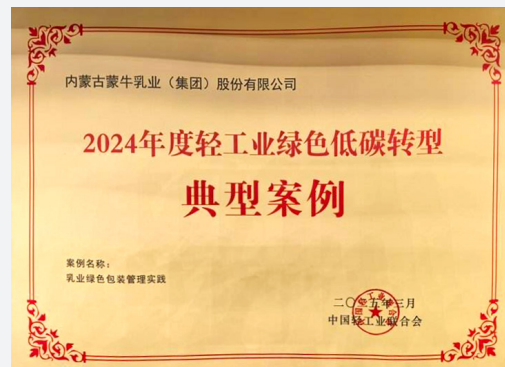 内蒙古蒙牛乳业（集团）股份有限公司
2024年度轻工业绿色低碳转型
典型案例
案例名称：
乳业绿色包装管理实践
二〇二五年三月
中国轻工业联合会